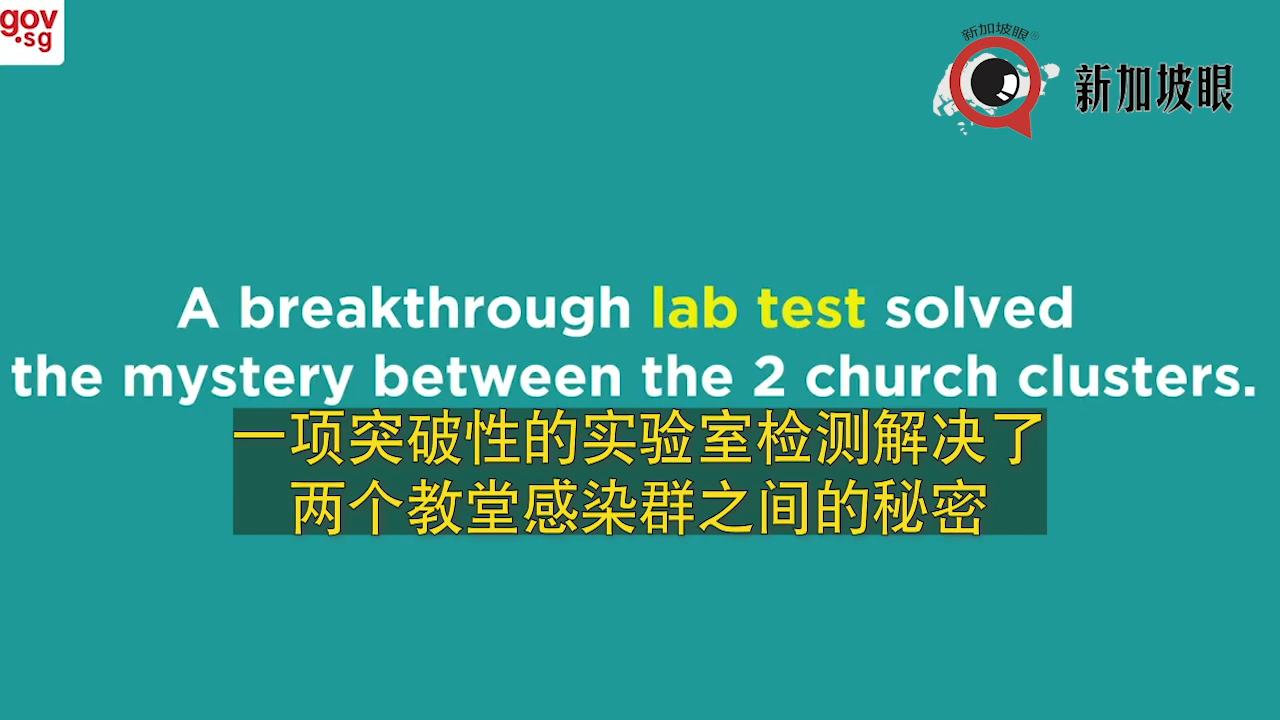 gov
.sg
新加坡眼®
新加坡眼
A breakthrough lab test solved
the mystery between the 2 church clusters.
一项突破性的实验室检测解决了
两个教堂感染群之间的秘密